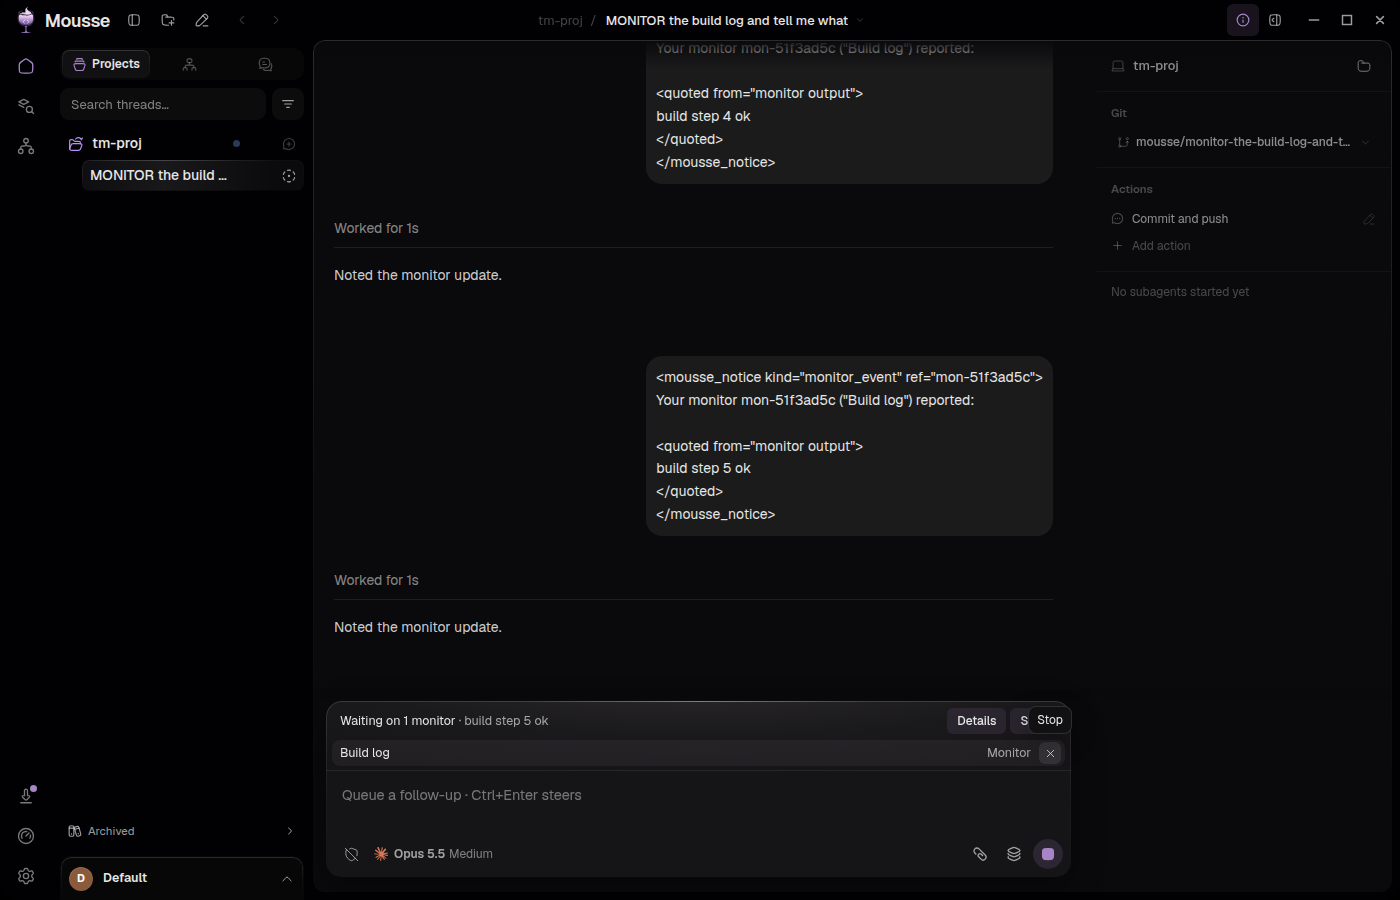 Mousse
tm-proj / MONITOR the build log and tell me what
Projects
Search threads...
tm-proj
MONITOR the build ...
Archived
D Default
Your monitor mon-51f3ad5c ("Build log") reported:
<quoted from="monitor output">
build step 4 ok
</quoted>
</mousse_notice>
Worked for 1s
Noted the monitor update.
<mousse_notice kind="monitor_event" ref="mon-51f3ad5c">
Your monitor mon-51f3ad5c ("Build log") reported:
<quoted from="monitor output">
build step 5 ok
</quoted>
</mousse_notice>
Worked for 1s
Noted the monitor update.
Waiting on 1 monitor · build step 5 ok
Details
Stop
Build log
Monitor
Queue a follow-up · Ctrl+Enter steers
Opus 5.5 Medium
tm-proj
Git
mousse/monitor-the-build-log-and-t...
Actions
Commit and push
Add action
No subagents started yet